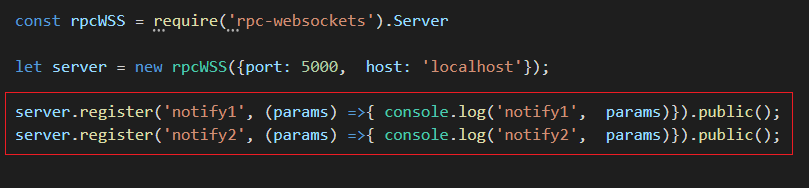 const rpcWSS = require('rpc-websockets').Server
let server = new rpcWSS({port: 5000,  host: 'localhost'});
server.register('notify1', (params) =>{ console.log('notify1',  params)}).public();
server.register('notify2', (params) =>{ console.log('notify2',  params)}).public();